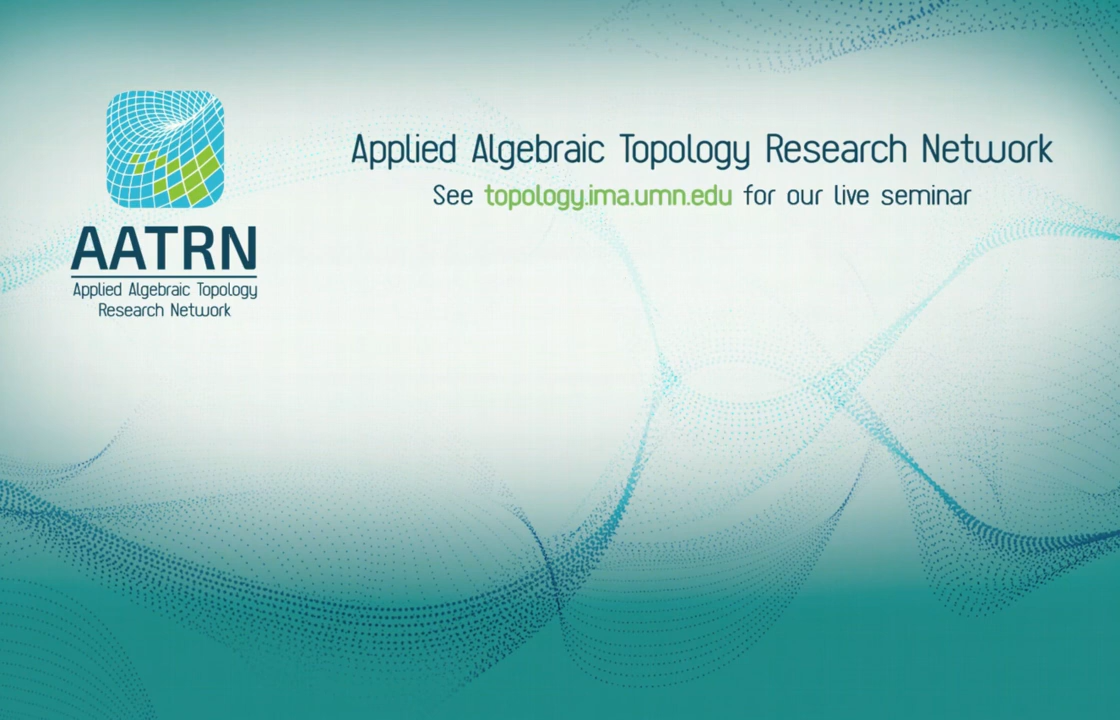 Applied Algebraic Topology Research Network
See topology.ima.umn.edu for our live seminar
AATRN
Applied Algebraic Topology
Research Network